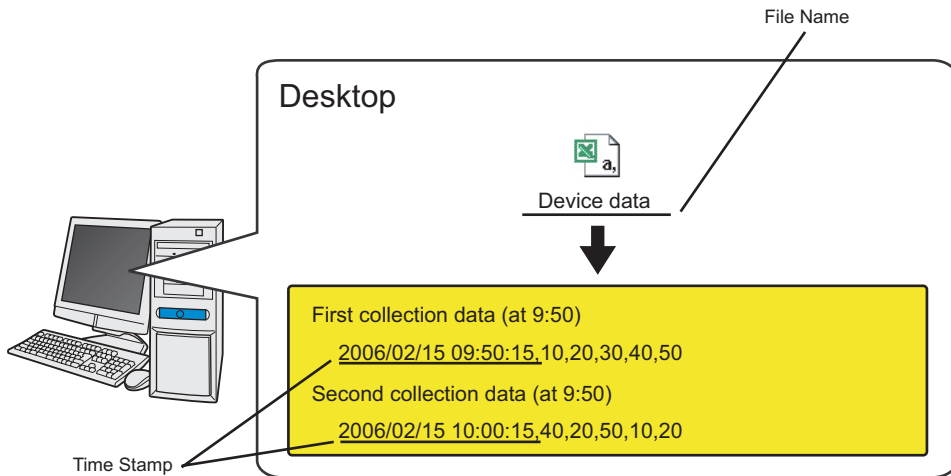 File Name
Desktop
a,
Device data
First collection data (at 9:50)
2006/02/15 09:50:15,10,20,30,40,50
Second collection data (at 9:50)
2006/02/15 10:00:15,40,20,50,10,20
Time Stamp